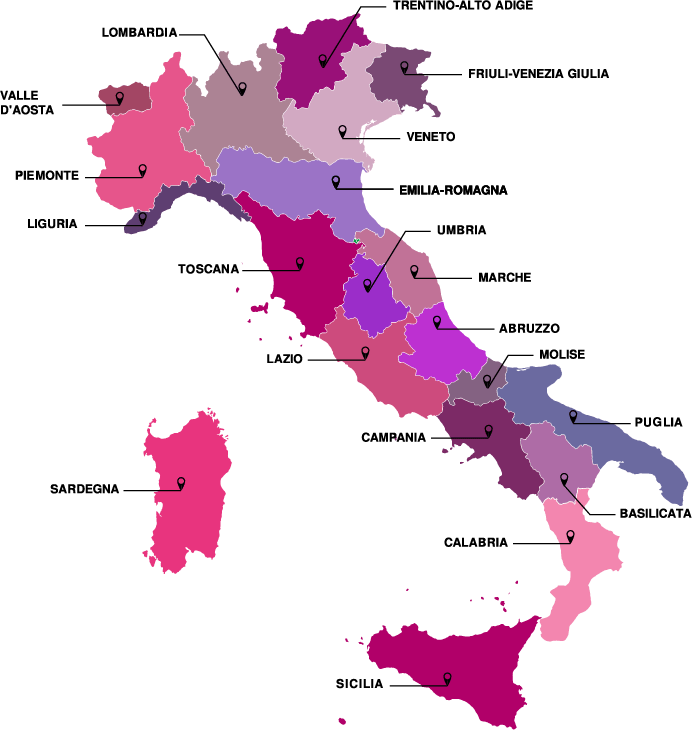 TRENTINO-ALTO ADIGE
LOMBARDIA
FRIULI-VENEZIA GIULIA
VALLE
D'AOSTA
VENETO
PIEMONTE
EMILIA-ROMAGNA
LIGURIA
UMBRIA
TOSCANA
MARCHE
ABRUZZO
LAZIO
MOLISE
PUGLIA
CAMPANIA
SARDEGNA
BASILICATA
CALABRIA
SICILIA